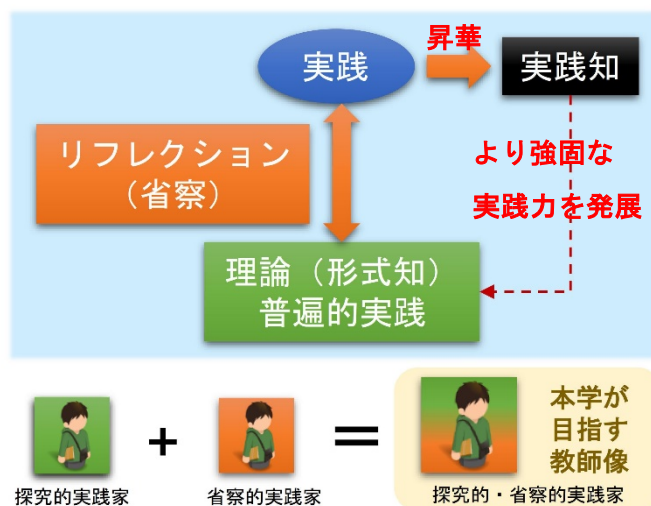 昇華
実践
実践知
リフレクション
（省察）
より強固な
実践力を発展
理論（形式知）
普遍的実践
+
=
本学が
目指す
教師像
探究的実践家
省察的実践家
探究的・省察的実践家